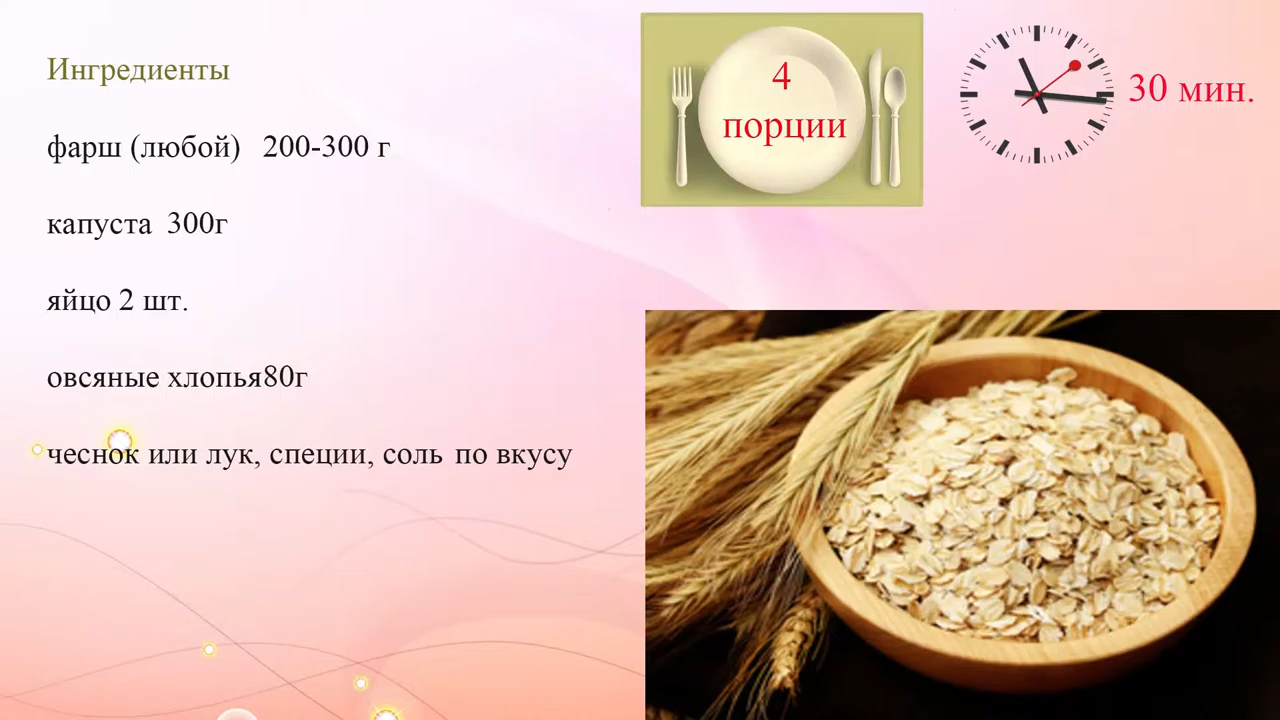 Ингредиенты
фарш (любой) 200-300 г
капуста 300г
яйцо 2 шт.
овсяные хлопья80г
чеснок или лук, специи, соль по вкусу
4
порции
30 мин.